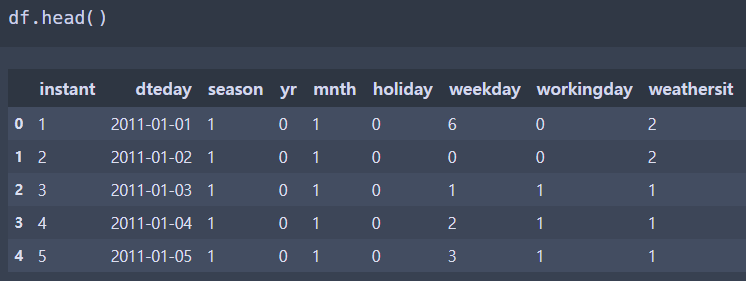 df.head()
instant dteday season yr mnth holiday weekday workingday weathersit
0 1 2011-01-01 1 0 1 0 6 0 2
1 2 2011-01-02 1 0 1 0 0 0 2
2 3 2011-01-03 1 0 1 0 1 1 1
3 4 2011-01-04 1 0 1 0 2 1 1
4 5 2011-01-05 1 0 1 0 3 1 1